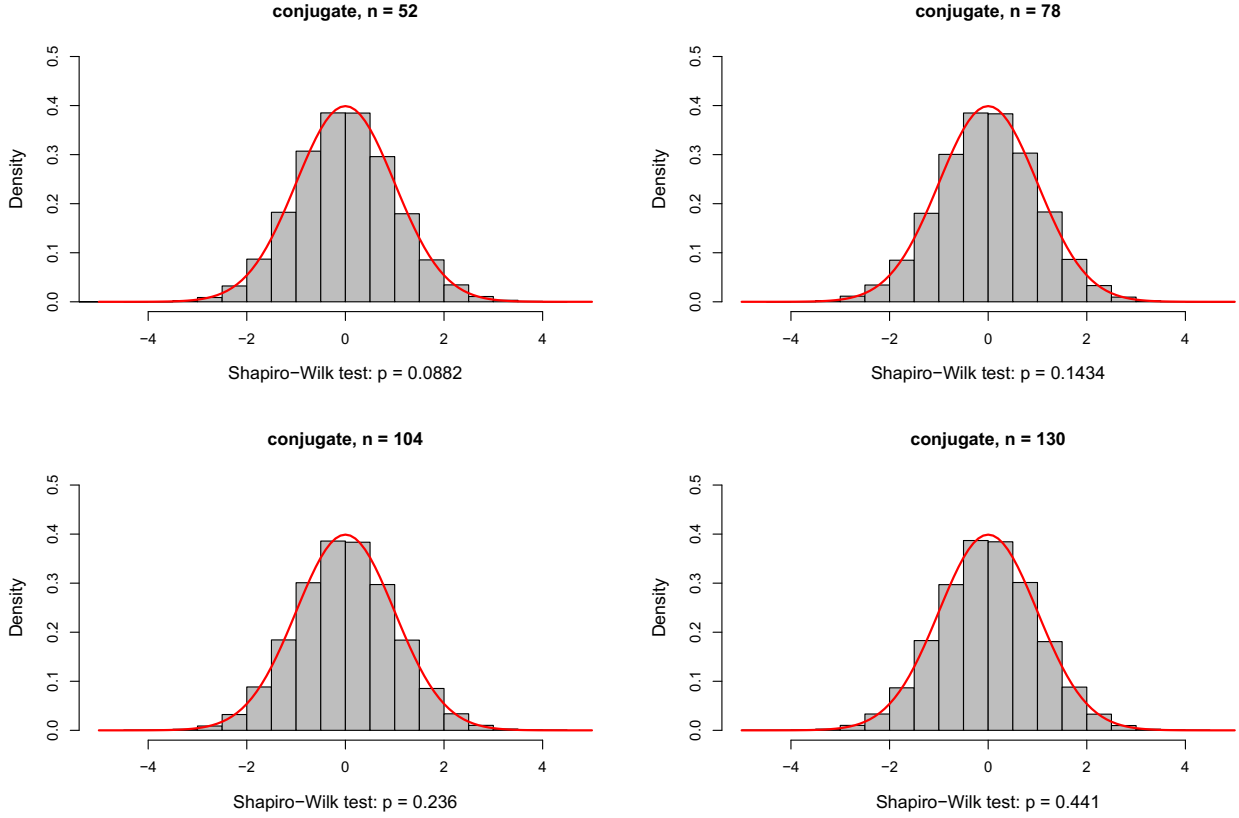 conjugate, n = 52
Density
0.0 0.1 0.2 0.3 0.4 0.5
−4 −2 0 2 4
Shapiro−Wilk test: p = 0.0882
conjugate, n = 78
Density
0.0 0.1 0.2 0.3 0.4 0.5
−4 −2 0 2 4
Shapiro−Wilk test: p = 0.1434
conjugate, n = 104
Density
0.0 0.1 0.2 0.3 0.4 0.5
−4 −2 0 2 4
Shapiro−Wilk test: p = 0.236
conjugate, n = 130
Density
0.0 0.1 0.2 0.3 0.4 0.5
−4 −2 0 2 4
Shapiro−Wilk test: p = 0.441